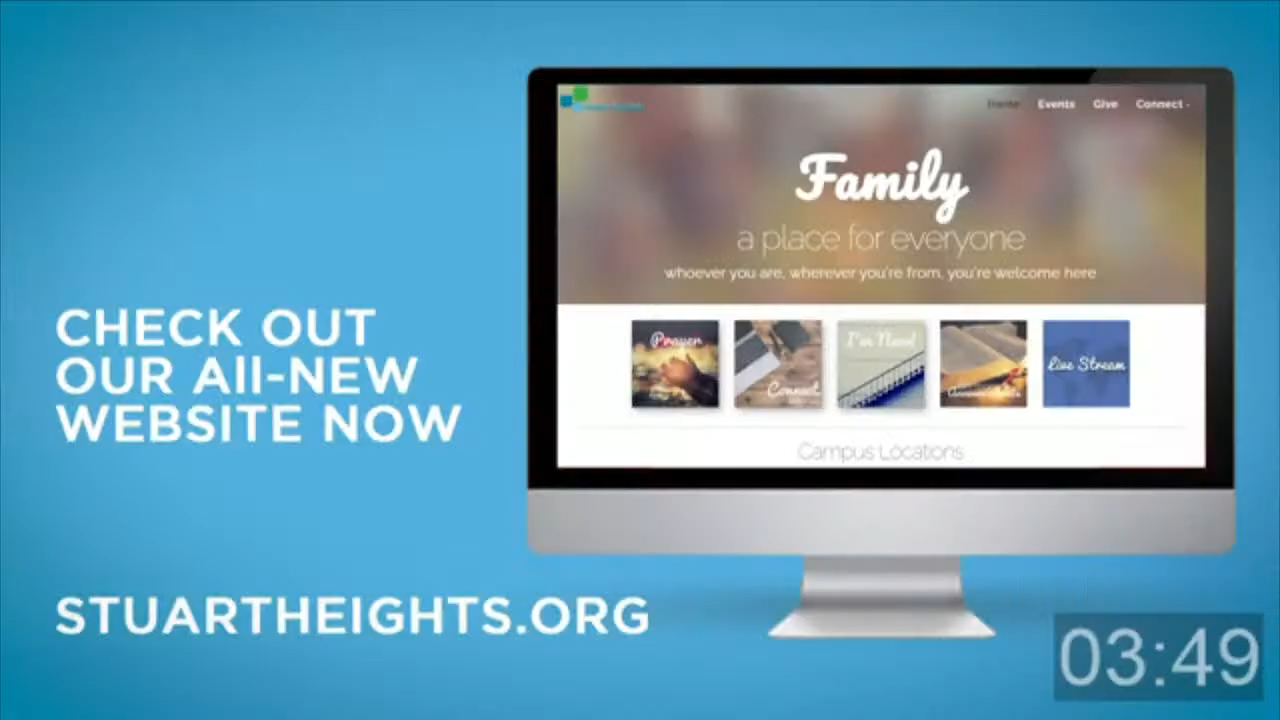 CHECK OUT
OUR All-NEW
WEBSITE NOW
STUARTHEIGHTS.ORG
Home Events Give Connect
Family
a place for everyone
whoever you are, wherever you're from, you're welcome here
Prayer
Connect
I'm New!
Live Stream
Campus Locations
03:49